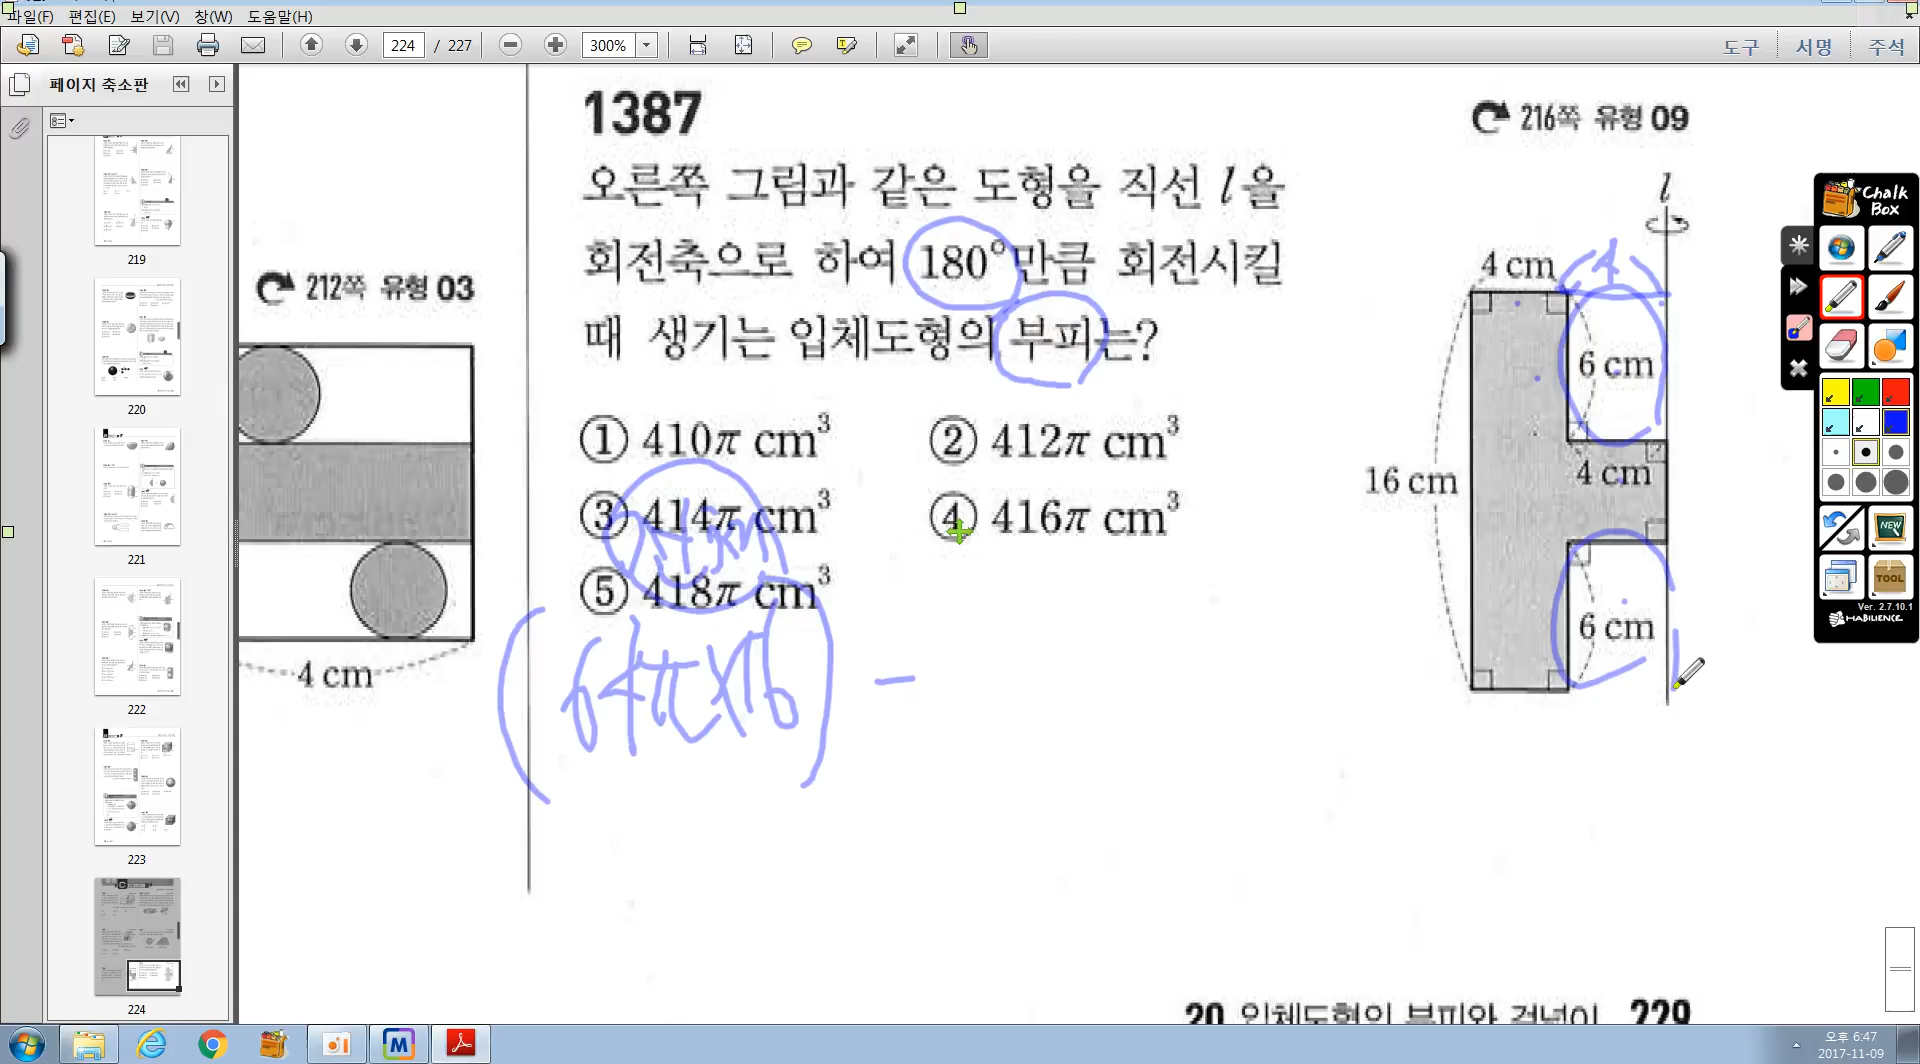 파일(F) 편집(E) 보기(V) 창(W) 도움말(H)
224 / 227 300% 도구 서명 주석
페이지 축소판
219
220
221
222
223
224
212쪽 유형 03
4 cm
1387
216쪽 유형 09
오른쪽 그림과 같은 도형을 직선 l을
회전축으로 하여 180°만큼 회전시킬
때 생기는 입체도형의 부피는?
① 410π cm³ ② 412π cm³
③ 414π cm³ ④ 416π cm³
⑤ 418π cm³
(64π×16) −
l
4 cm 4
6 cm
4 cm
16 cm
6 cm
20 입체도형의 부피와 겉넓이 229
Chalk Box
NEW
TOOL
Ver. 2.7.10.1
HABILIENCE
오후 6:47
2017-11-09